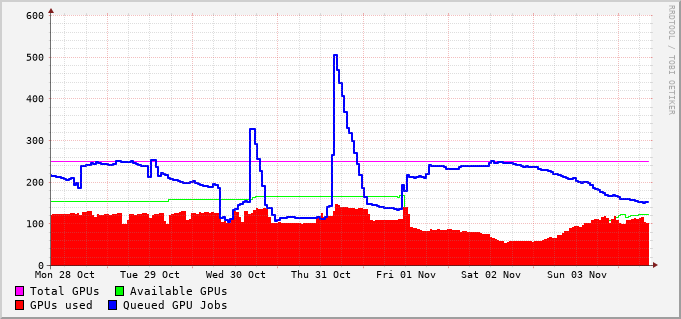 600
500
400
300
200
100
0
Mon 28 Oct Tue 29 Oct Wed 30 Oct Thu 31 Oct Fri 01 Nov Sat 02 Nov Sun 03 Nov
Total GPUs Available GPUs
GPUs used Queued GPU Jobs
RRDTOOL / TOBI OETIKER